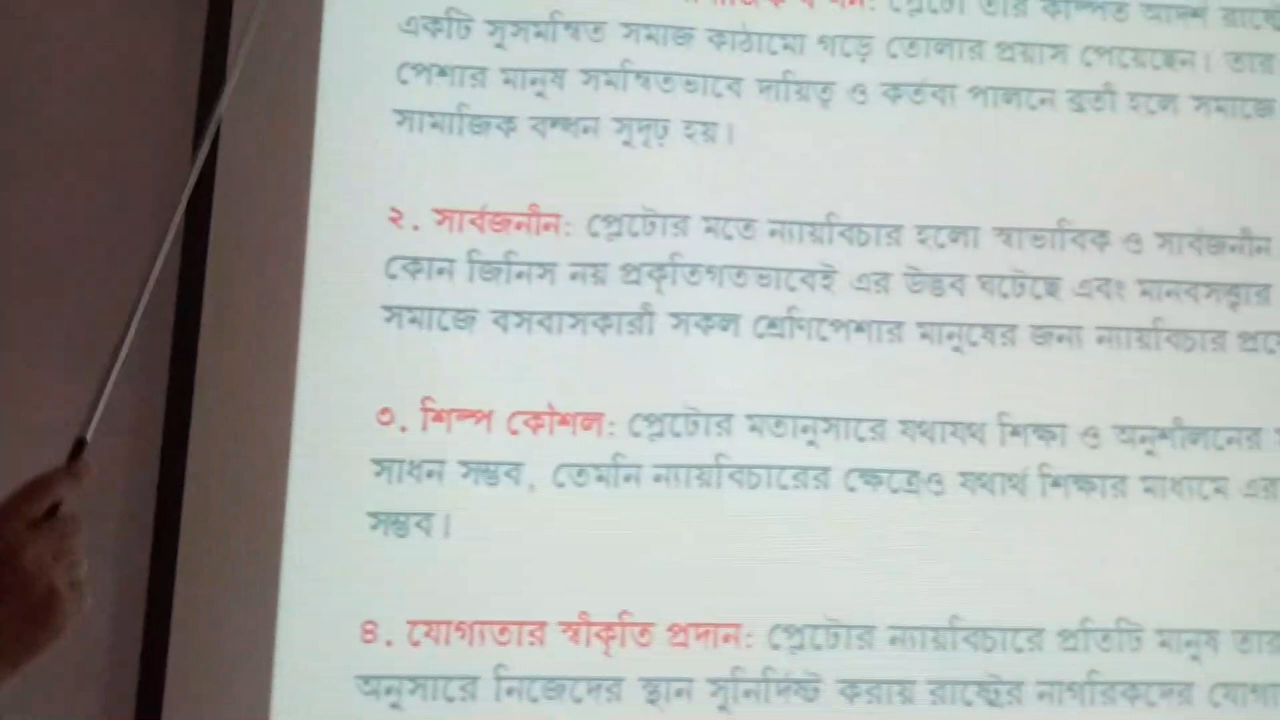 প্লেটো তার কল্পিত আদর্শ
একটি সুসমন্বিত সমাজ কাঠামো গড়ে তোলার প্রয়াস পেয়েছেন। তার
পেশার মানুষ সমন্বিতভাবে দায়িত্ব ও কর্তব্য পালনে ব্রতী হলে সমাজে
সামাজিক বন্ধন সুদৃঢ় হয়।
২. সার্বজনীন: প্লেটোর মতে ন্যায়বিচার হলো স্বাভাবিক ও সার্বজনীন
কোন জিনিস নয় প্রকৃতিগতভাবেই এর উদ্ভব ঘটেছে এবং মানবসত্ত্বার
সমাজে বসবাসকারী সকল শ্রেণিপেশার মানুষের জন্য ন্যায়বিচার
৩. শিল্প কৌশল: প্লেটোর মতানুসারে যথাযথ শিক্ষা ও অনুশীলনের
সাধন সম্ভব, তেমনি ন্যায়বিচারের ক্ষেত্রেও যথার্থ শিক্ষার মাধ্যমে এর
সম্ভব।
৪. যোগ্যতার স্বীকৃতি প্রদান: প্লেটোর ন্যায়বিচারে প্রতিটি মানুষ তার
অনুসারে নিজেদের স্থান সুনির্দিষ্ট করায় রাষ্ট্রের নাগরিকদের